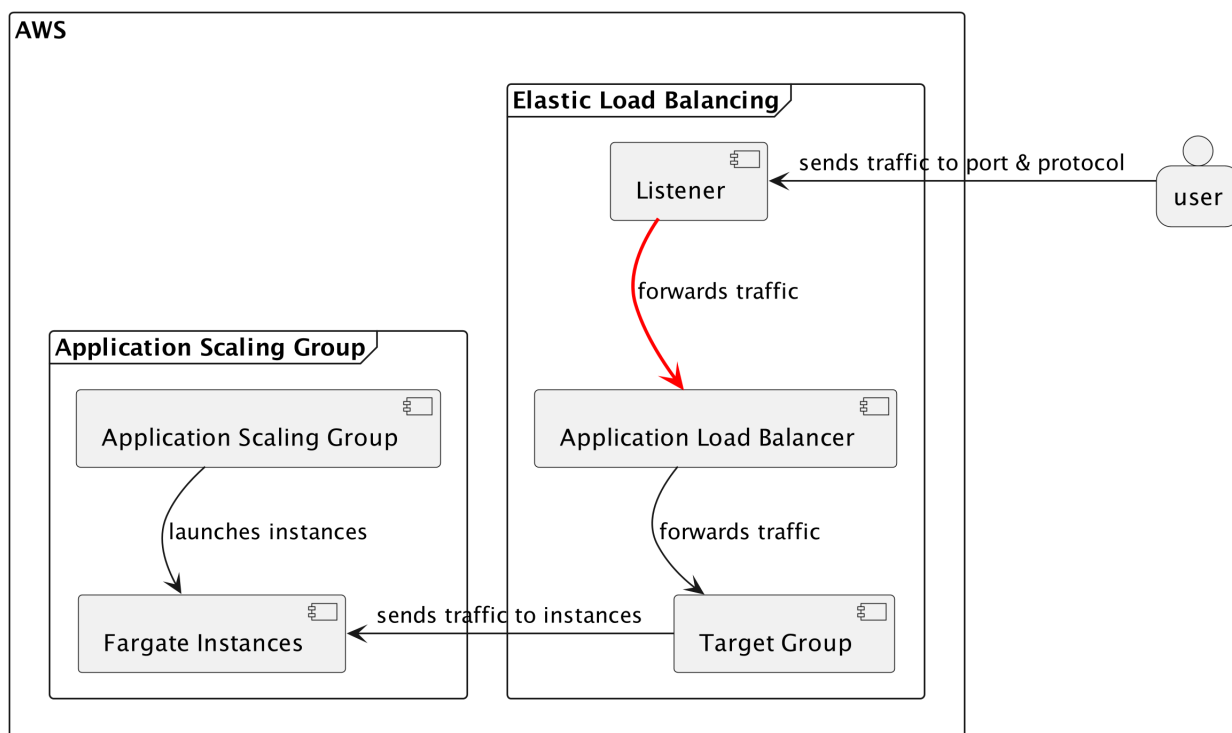 AWS
Elastic Load Balancing
sends traffic to port & protocol
Listener
user
forwards traffic
Application Scaling Group
Application Scaling Group
Application Load Balancer
launches instances
forwards traffic
sends traffic to instances
Fargate Instances
Target Group